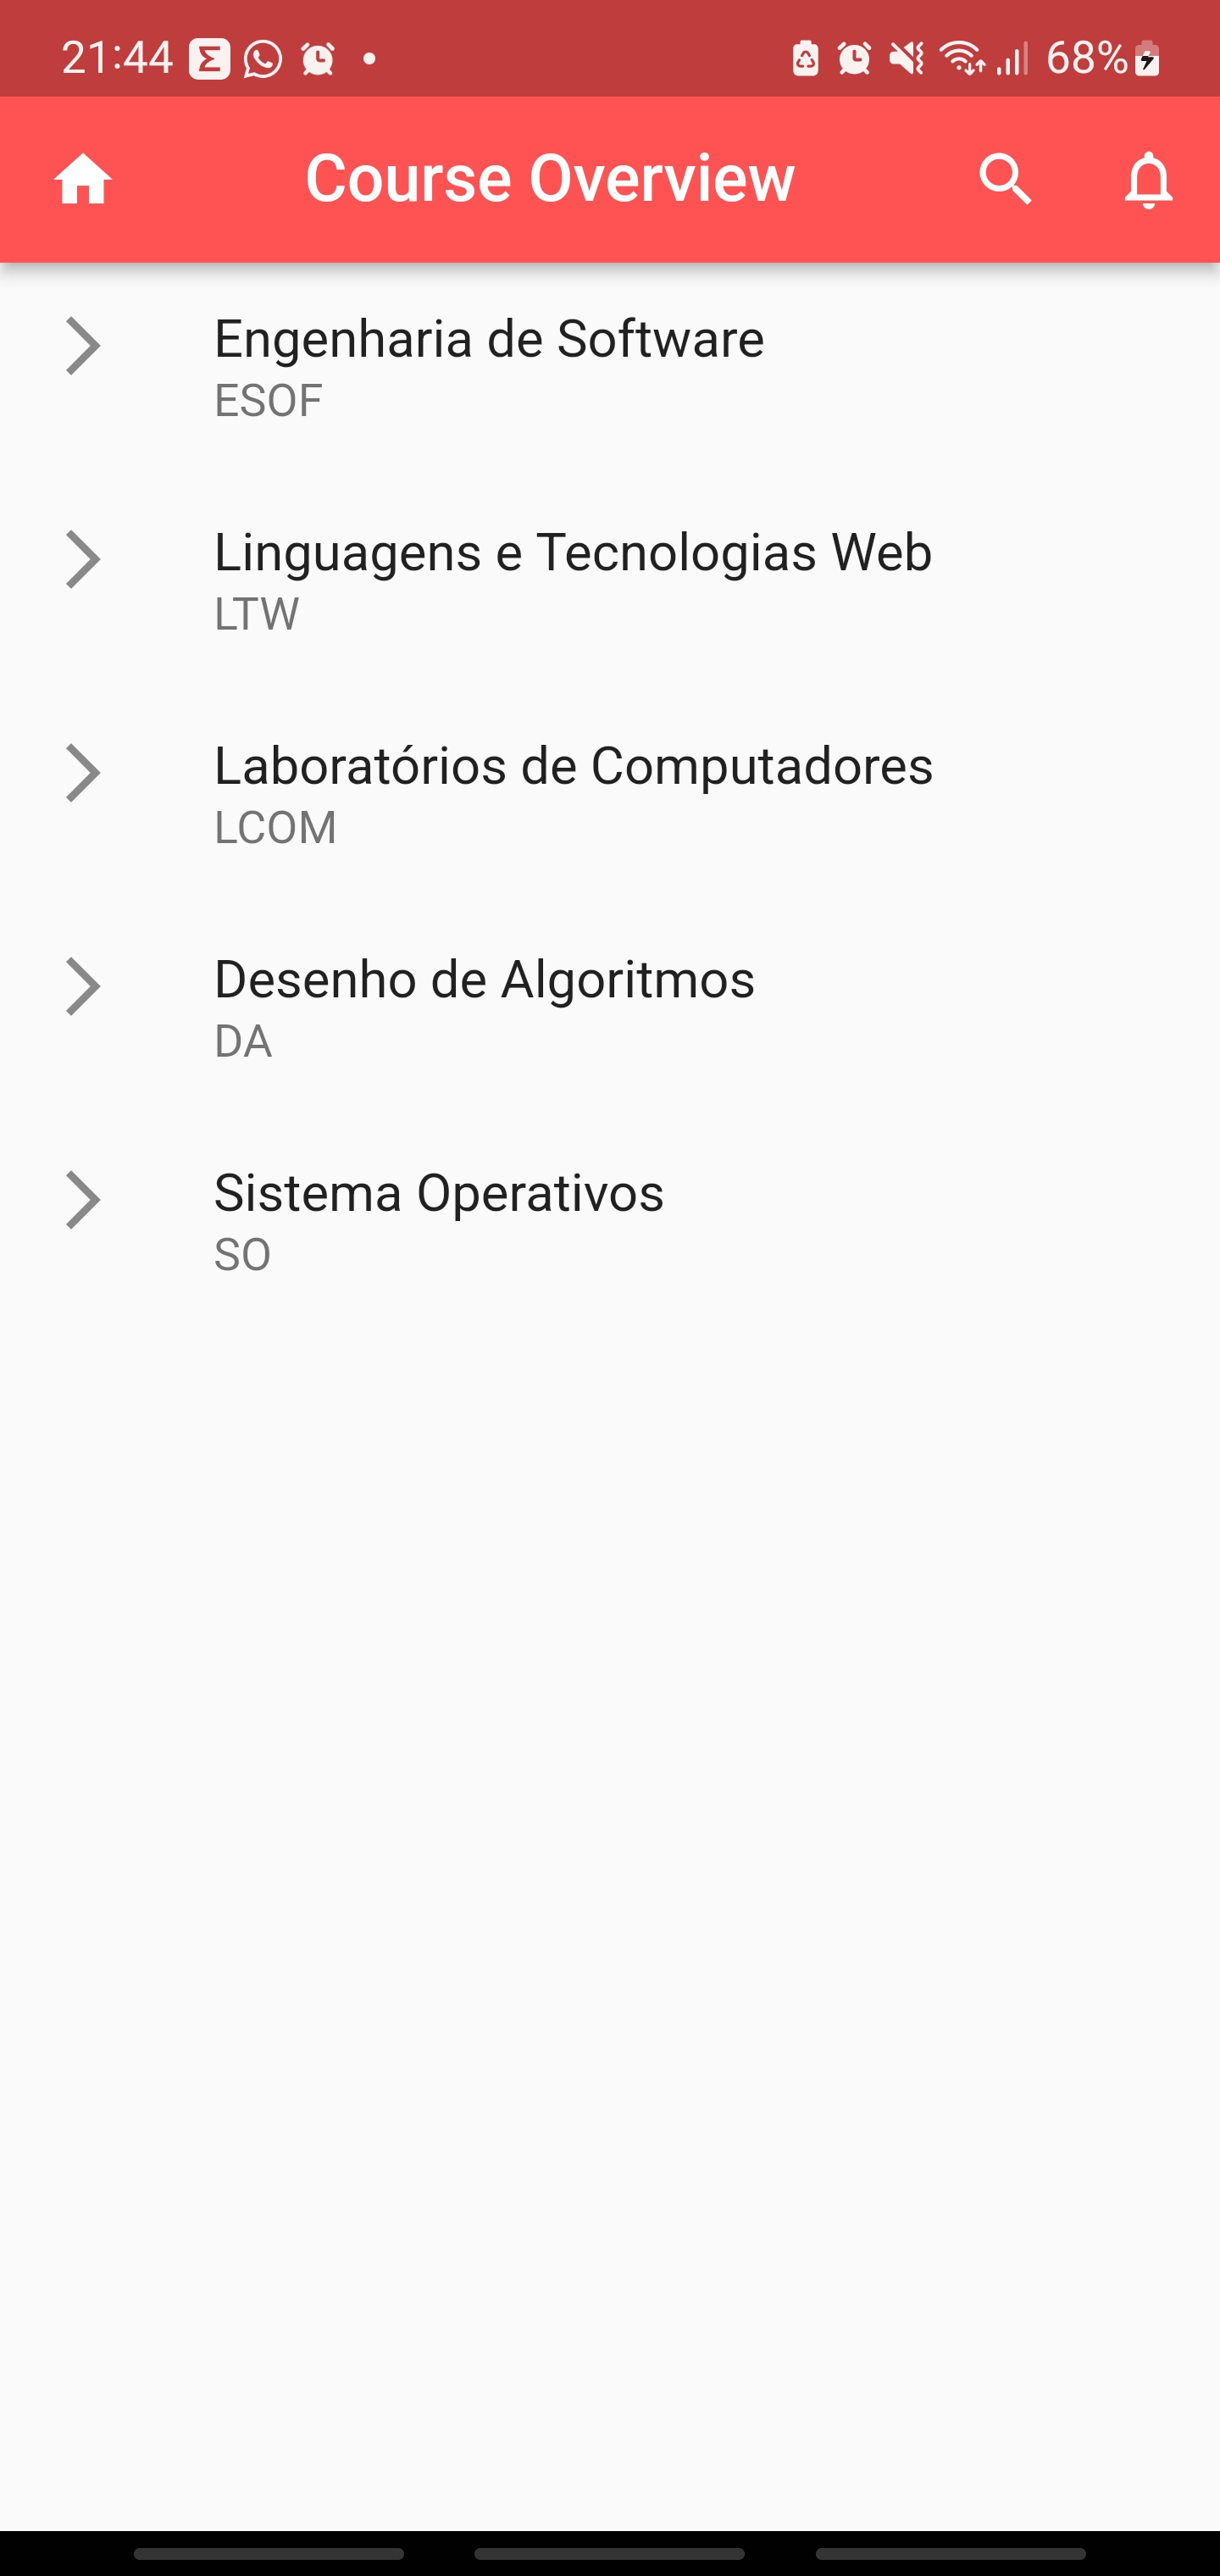 21:44
68%
Course Overview
Engenharia de Software
ESOF
Linguagens e Tecnologias Web
LTW
Laboratórios de Computadores
LCOM
Desenho de Algoritmos
DA
Sistema Operativos
SO